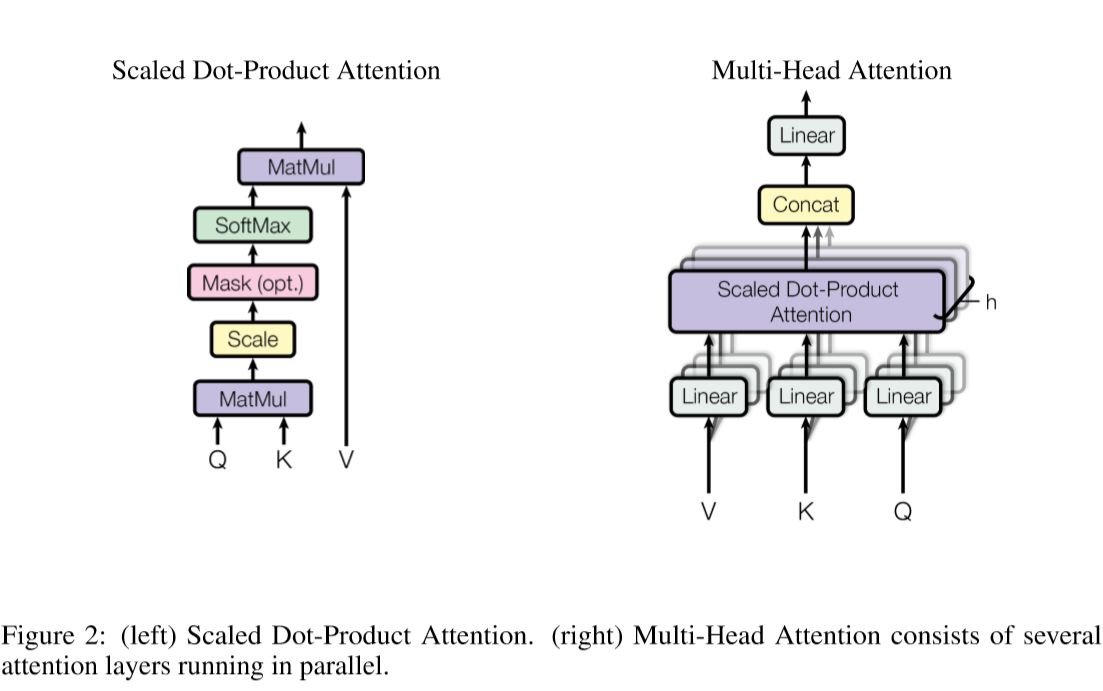 Scaled Dot-Product Attention
MatMul
SoftMax
Mask (opt.)
Scale
MatMul
Q K V
Multi-Head Attention
Linear
Concat
Scaled Dot-Product
Attention
h
Linear Linear Linear
V K Q
Figure 2: (left) Scaled Dot-Product Attention. (right) Multi-Head Attention consists of several
attention layers running in parallel.